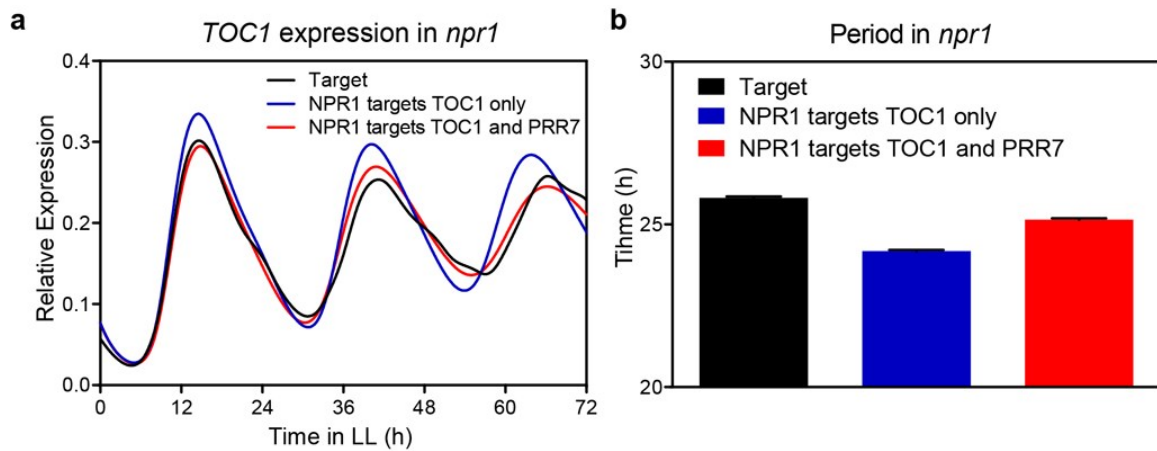 a
TOC1 expression in npr1
Relative Expression
0.4
0.3
0.2
0.1
0.0
Target
NPR1 targets TOC1 only
NPR1 targets TOC1 and PRR7
0 12 24 36 48 60 72
Time in LL (h)
b
Period in npr1
Tihme (h)
30
25
20
Target
NPR1 targets TOC1 only
NPR1 targets TOC1 and PRR7